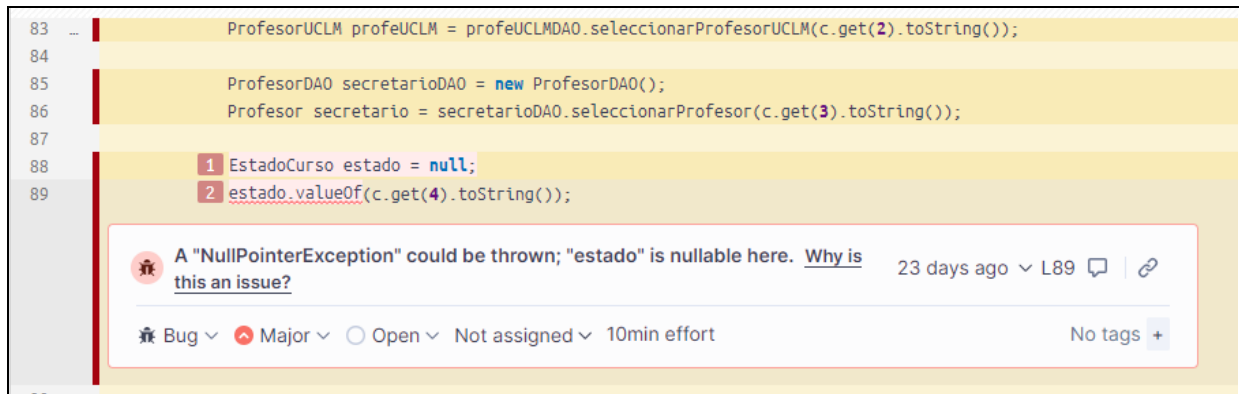 83 … ProfesorUCLM profeUCLM = profeUCLMDAO.seleccionarProfesorUCLM(c.get(2).toString());
84
85 ProfesorDAO secretarioDAO = new ProfesorDAO();
86 Profesor secretario = secretarioDAO.seleccionarProfesor(c.get(3).toString());
87
88 1 EstadoCurso estado = null;
89 2 estado.valueOf(c.get(4).toString());
A "NullPointerException" could be thrown; "estado" is nullable here. Why is
this an issue?
23 days ago L89
Bug Major Open Not assigned 10min effort No tags +